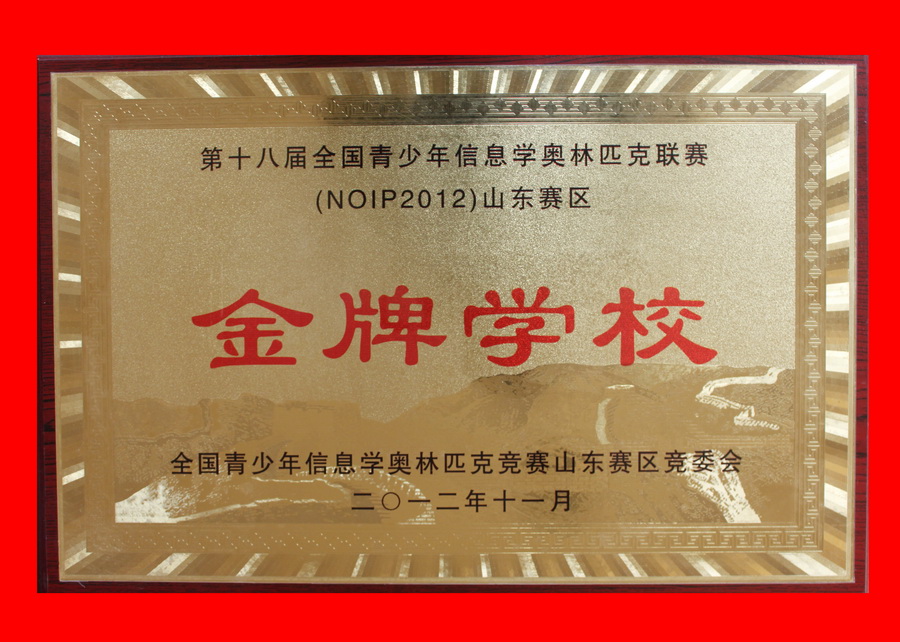 第十八届全国青少年信息学奥林匹克联赛
(NOIP2012)山东赛区
金牌学校
全国青少年信息学奥林匹克竞赛山东赛区竞委会
二〇一二年十一月